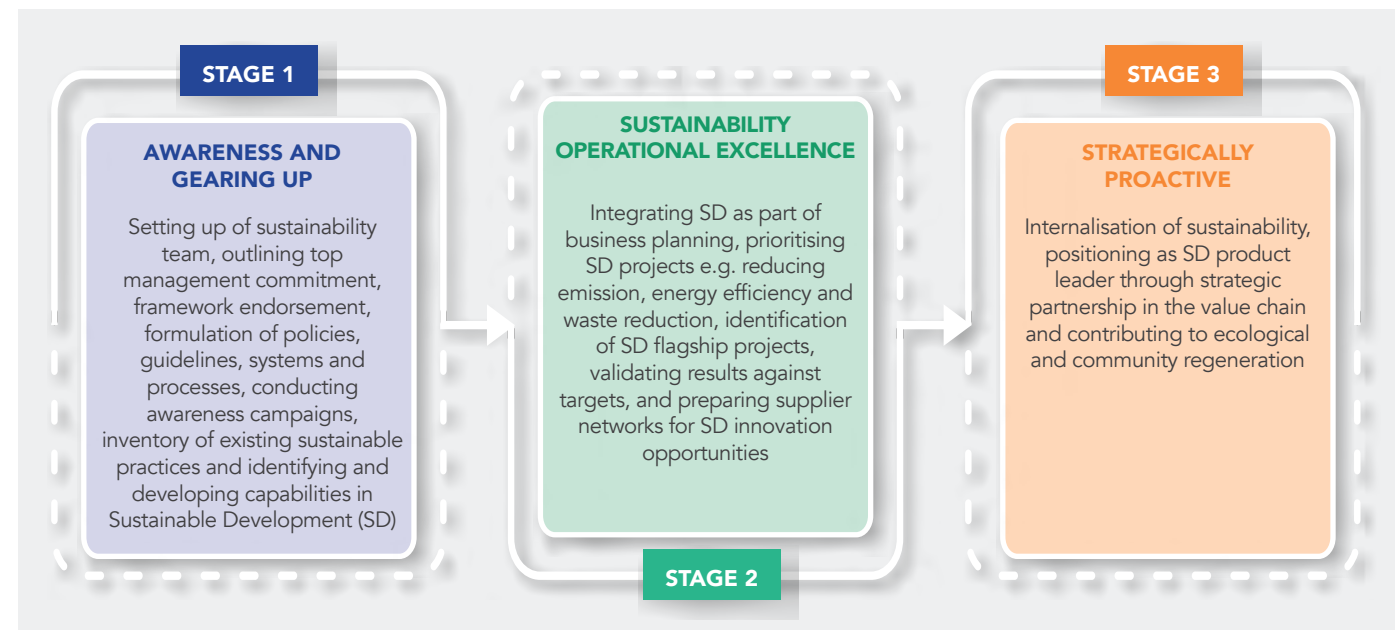 STAGE 1
AWARENESS AND
GEARING UP
Setting up of sustainability
team, outlining top
management commitment,
framework endorsement,
formulation of policies,
guidelines, systems and
processes, conducting
awareness campaigns,
inventory of existing sustainable
practices and identifying and
developing capabilities in
Sustainable Development (SD)
SUSTAINABILITY
OPERATIONAL EXCELLENCE
Integrating SD as part of
business planning, prioritising
SD projects e.g. reducing
emission, energy efficiency and
waste reduction, identification
of SD flagship projects,
validating results against
targets, and preparing supplier
networks for SD innovation
opportunities
STAGE 2
STAGE 3
STRATEGICALLY
PROACTIVE
Internalisation of sustainability,
positioning as SD product
leader through strategic
partnership in the value chain
and contributing to ecological
and community regeneration